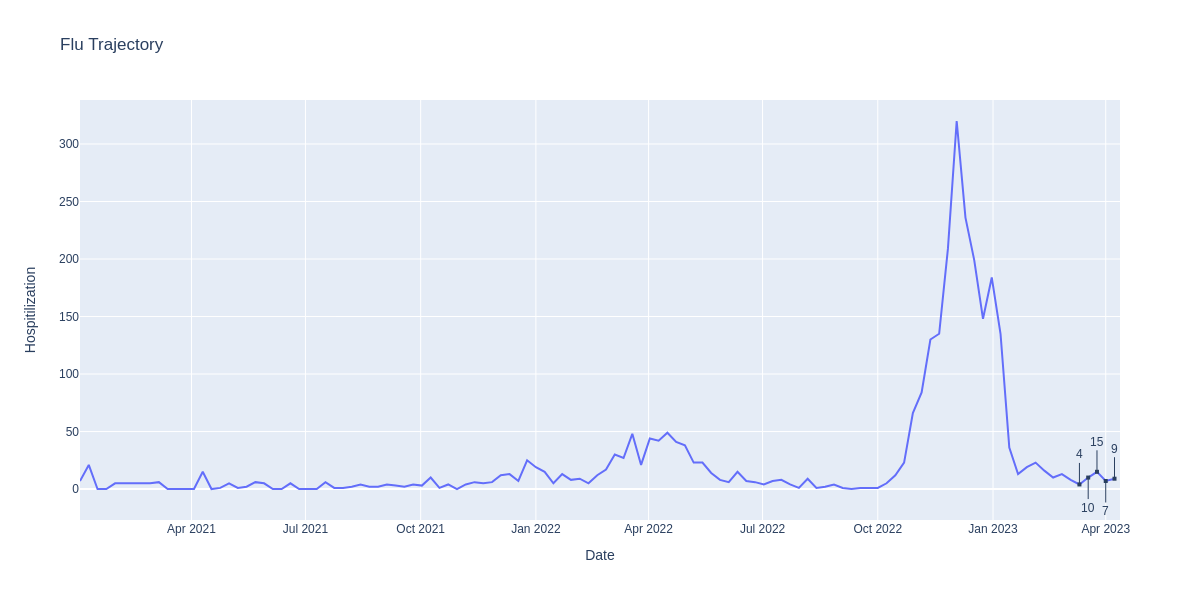 Flu Trajectory
Hospitilization
300
250
200
150
100
50
0
4
10
15
7
9
Apr 2021
Jul 2021
Oct 2021
Jan 2022
Apr 2022
Jul 2022
Oct 2022
Jan 2023
Apr 2023
Date